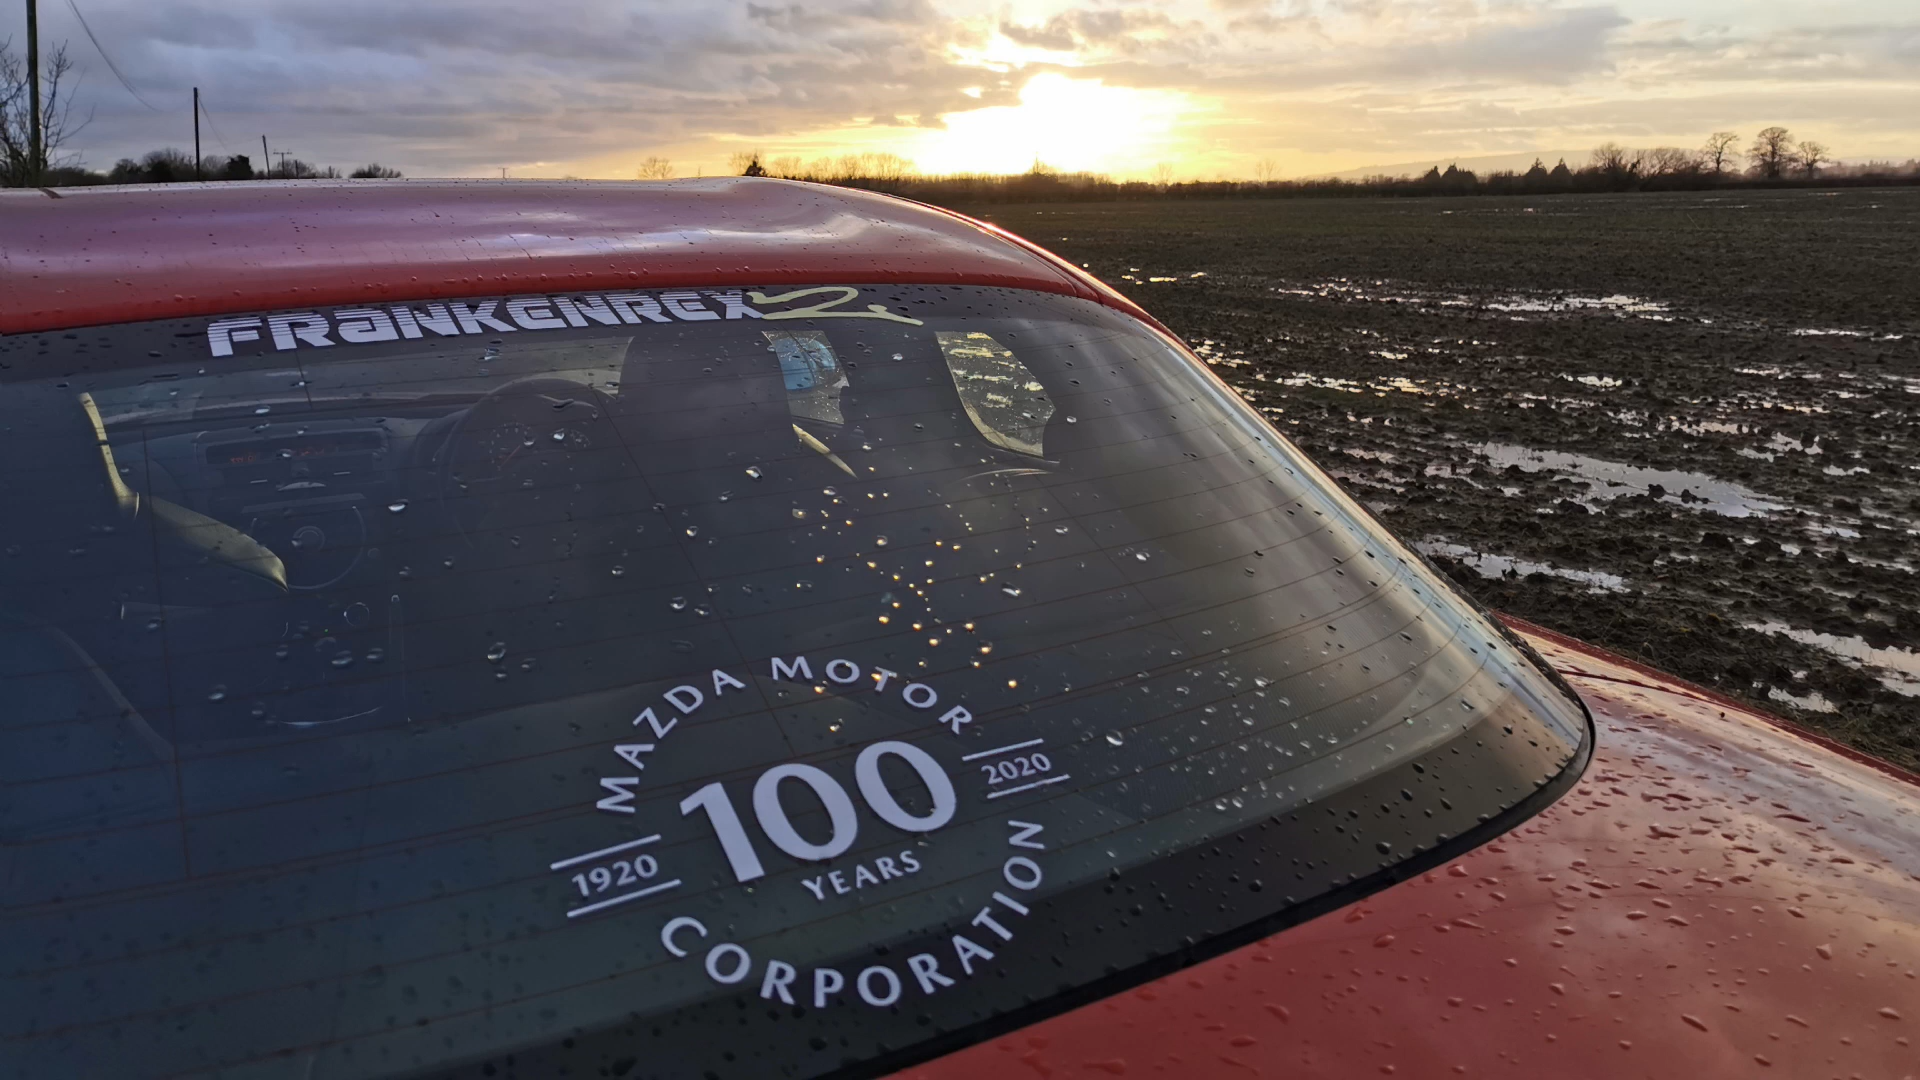 FRANKENREX2
MAZDA MOTOR
100
YEARS
1920
2020
CORPORATION